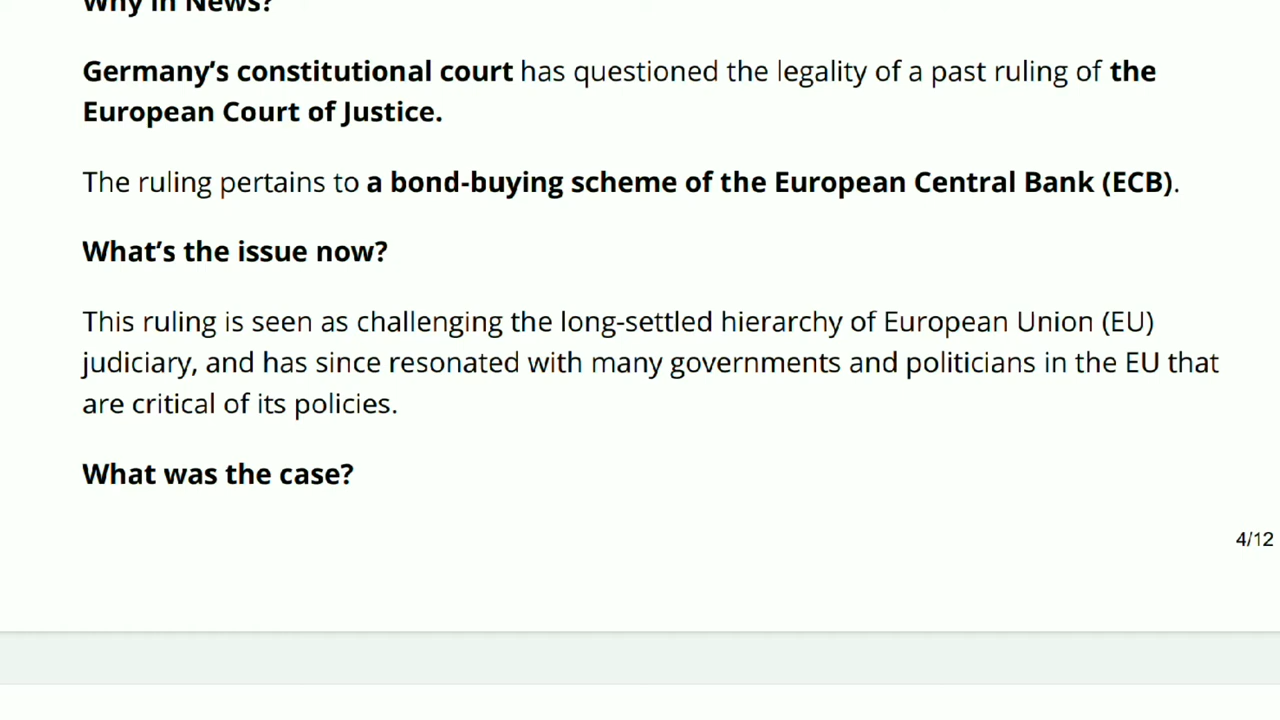 Why in News?
Germany's constitutional court has questioned the legality of a past ruling of the
European Court of Justice.
The ruling pertains to a bond-buying scheme of the European Central Bank (ECB).
What's the issue now?
This ruling is seen as challenging the long-settled hierarchy of European Union (EU)
judiciary, and has since resonated with many governments and politicians in the EU that
are critical of its policies.
What was the case?
4/12